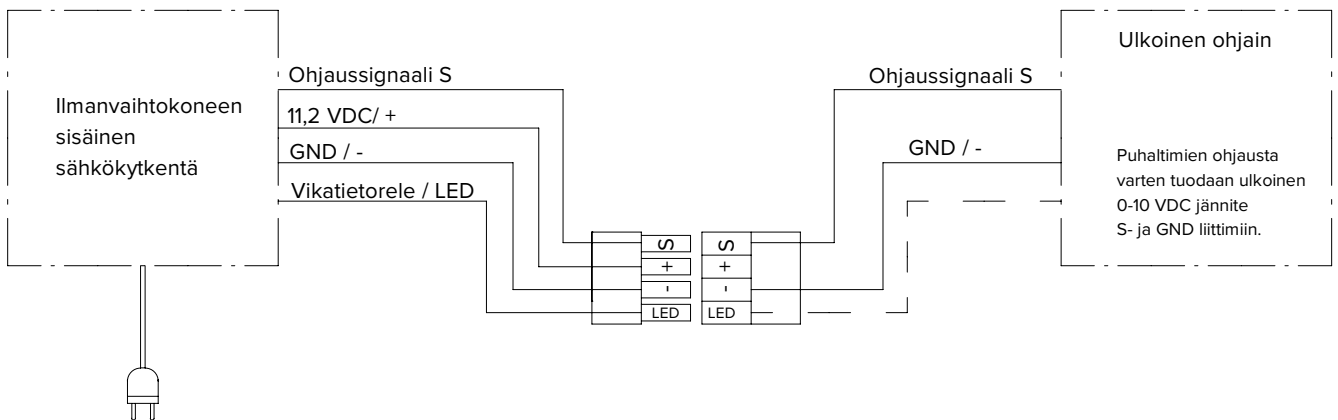 Ilmanvaihtokoneen
sisäinen
sähkökytkentä
Ohjaussignaali S
11,2 VDC/ +
GND / -
Vikatietorele / LED
S
+
-
LED
S
+
-
LED
Ohjaussignaali S
GND / -
Ulkoinen ohjain
Puhaltimien ohjausta
varten tuodaan ulkoinen
0-10 VDC jännite
S- ja GND liittimiin.